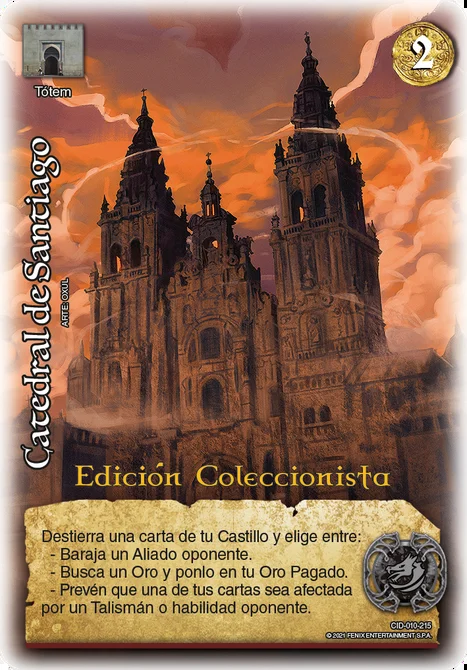 2
Tótem
Catedral de Santiago
ARTE: OXUL
Edición Coleccionista
Destierra una carta de tu Castillo y elige entre:
- Baraja un Aliado oponente.
- Busca un Oro y ponlo en tu Oro Pagado.
- Prevén que una de tus cartas sea afectada
por un Talismán o habilidad oponente.
CID-010-215
© 2021 FENIX ENTERTAINMENT S.P.A.